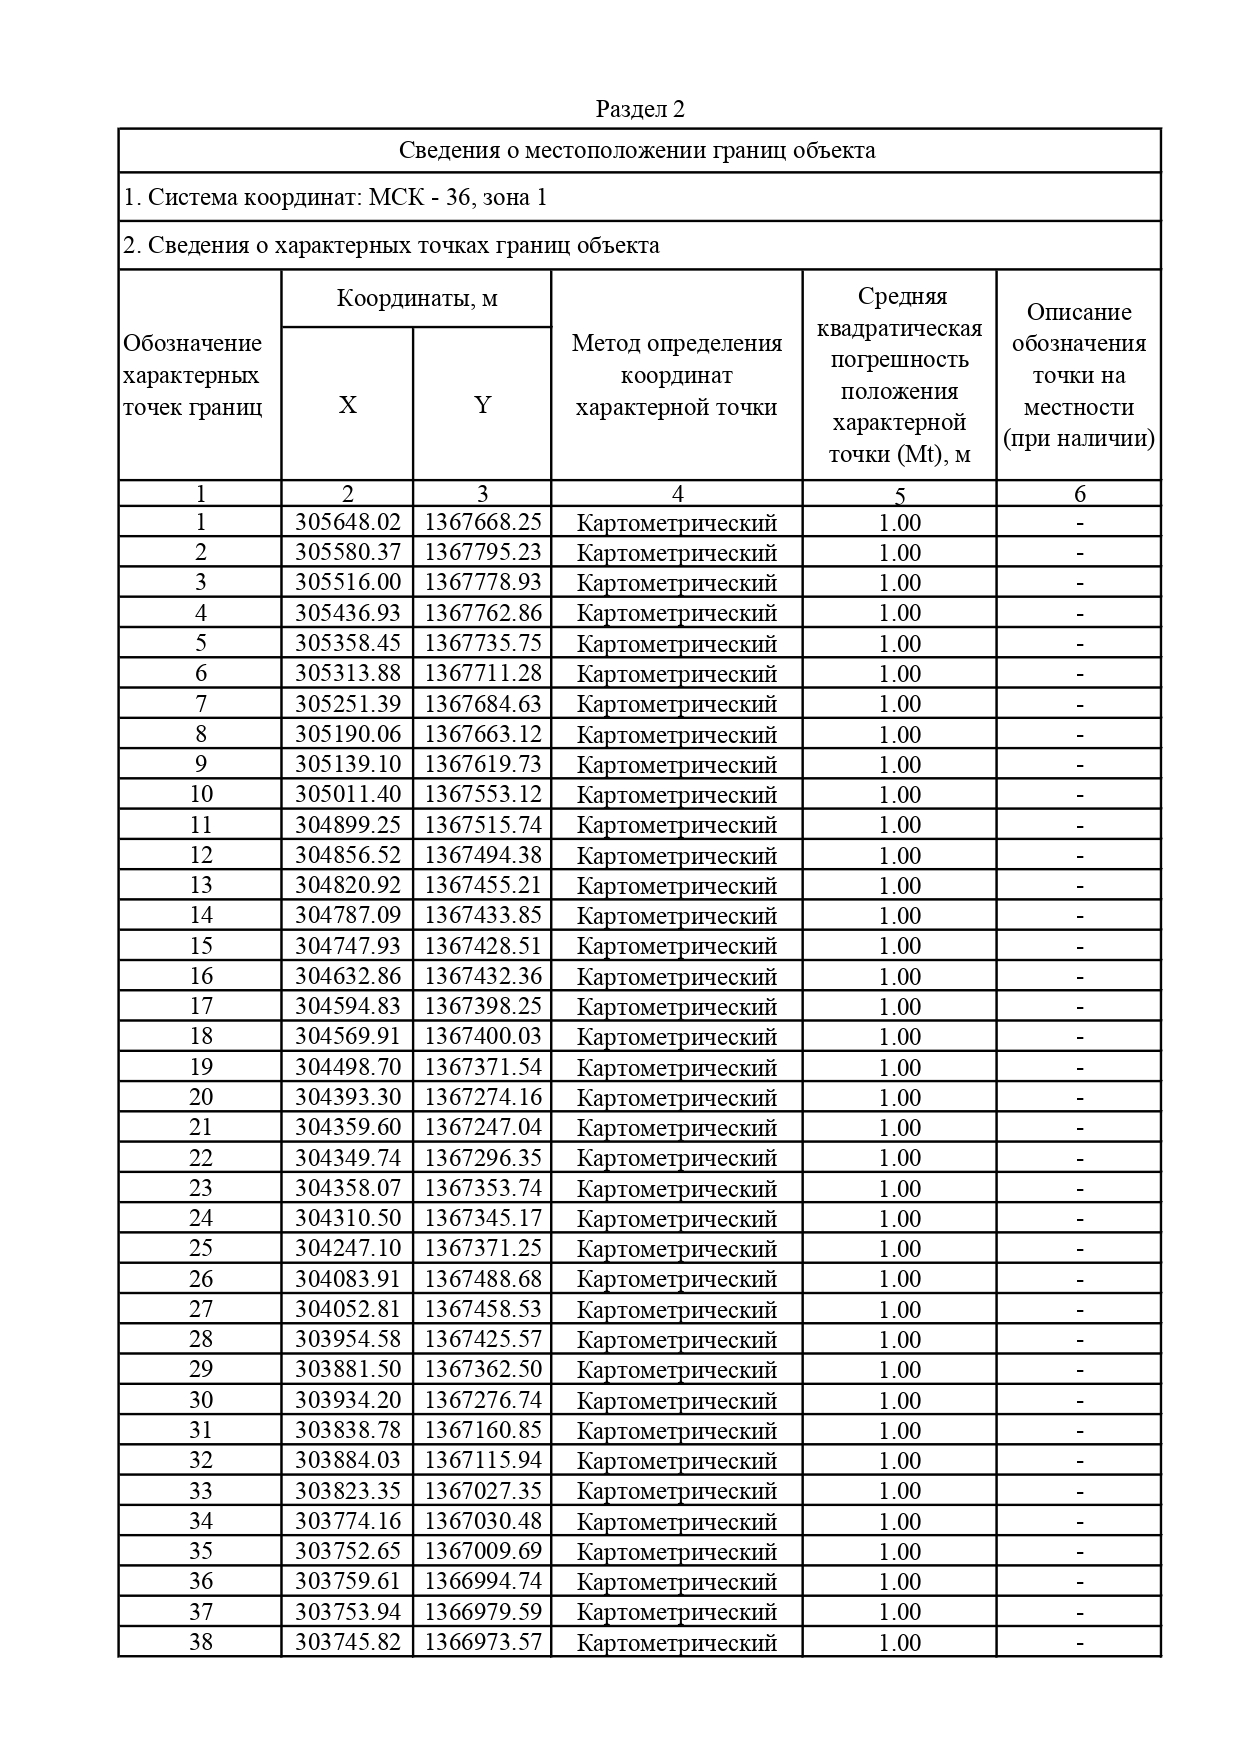 Раздел 2
Сведения о местоположении границ объекта
1. Система координат: МСК - 36, зона 1
2. Сведения о характерных точках границ объекта
Обозначение
характерных
точек границ
Координаты, м
X Y
Метод определения
координат
характерной точки
Средняя
квадратическая
погрешность
положения
характерной
точки (Mt), м
Описание
обозначения
точки на
местности
(при наличии)
1 2 3 4 5 6
1 305648.02 1367668.25 Картометрический 1.00 -
2 305580.37 1367795.23 Картометрический 1.00 -
3 305516.00 1367778.93 Картометрический 1.00 -
4 305436.93 1367762.86 Картометрический 1.00 -
5 305358.45 1367735.75 Картометрический 1.00 -
6 305313.88 1367711.28 Картометрический 1.00 -
7 305251.39 1367684.63 Картометрический 1.00 -
8 305190.06 1367663.12 Картометрический 1.00 -
9 305139.10 1367619.73 Картометрический 1.00 -
10 305011.40 1367553.12 Картометрический 1.00 -
11 304899.25 1367515.74 Картометрический 1.00 -
12 304856.52 1367494.38 Картометрический 1.00 -
13 304820.92 1367455.21 Картометрический 1.00 -
14 304787.09 1367433.85 Картометрический 1.00 -
15 304747.93 1367428.51 Картометрический 1.00 -
16 304632.86 1367432.36 Картометрический 1.00 -
17 304594.83 1367398.25 Картометрический 1.00 -
18 304569.91 1367400.03 Картометрический 1.00 -
19 304498.70 1367371.54 Картометрический 1.00 -
20 304393.30 1367274.16 Картометрический 1.00 -
21 304359.60 1367247.04 Картометрический 1.00 -
22 304349.74 1367296.35 Картометрический 1.00 -
23 304358.07 1367353.74 Картометрический 1.00 -
24 304310.50 1367345.17 Картометрический 1.00 -
25 304247.10 1367371.25 Картометрический 1.00 -
26 304083.91 1367488.68 Картометрический 1.00 -
27 304052.81 1367458.53 Картометрический 1.00 -
28 303954.58 1367425.57 Картометрический 1.00 -
29 303881.50 1367362.50 Картометрический 1.00 -
30 303934.20 1367276.74 Картометрический 1.00 -
31 303838.78 1367160.85 Картометрический 1.00 -
32 303884.03 1367115.94 Картометрический 1.00 -
33 303823.35 1367027.35 Картометрический 1.00 -
34 303774.16 1367030.48 Картометрический 1.00 -
35 303752.65 1367009.69 Картометрический 1.00 -
36 303759.61 1366994.74 Картометрический 1.00 -
37 303753.94 1366979.59 Картометрический 1.00 -
38 303745.82 1366973.57 Картометрический 1.00 -